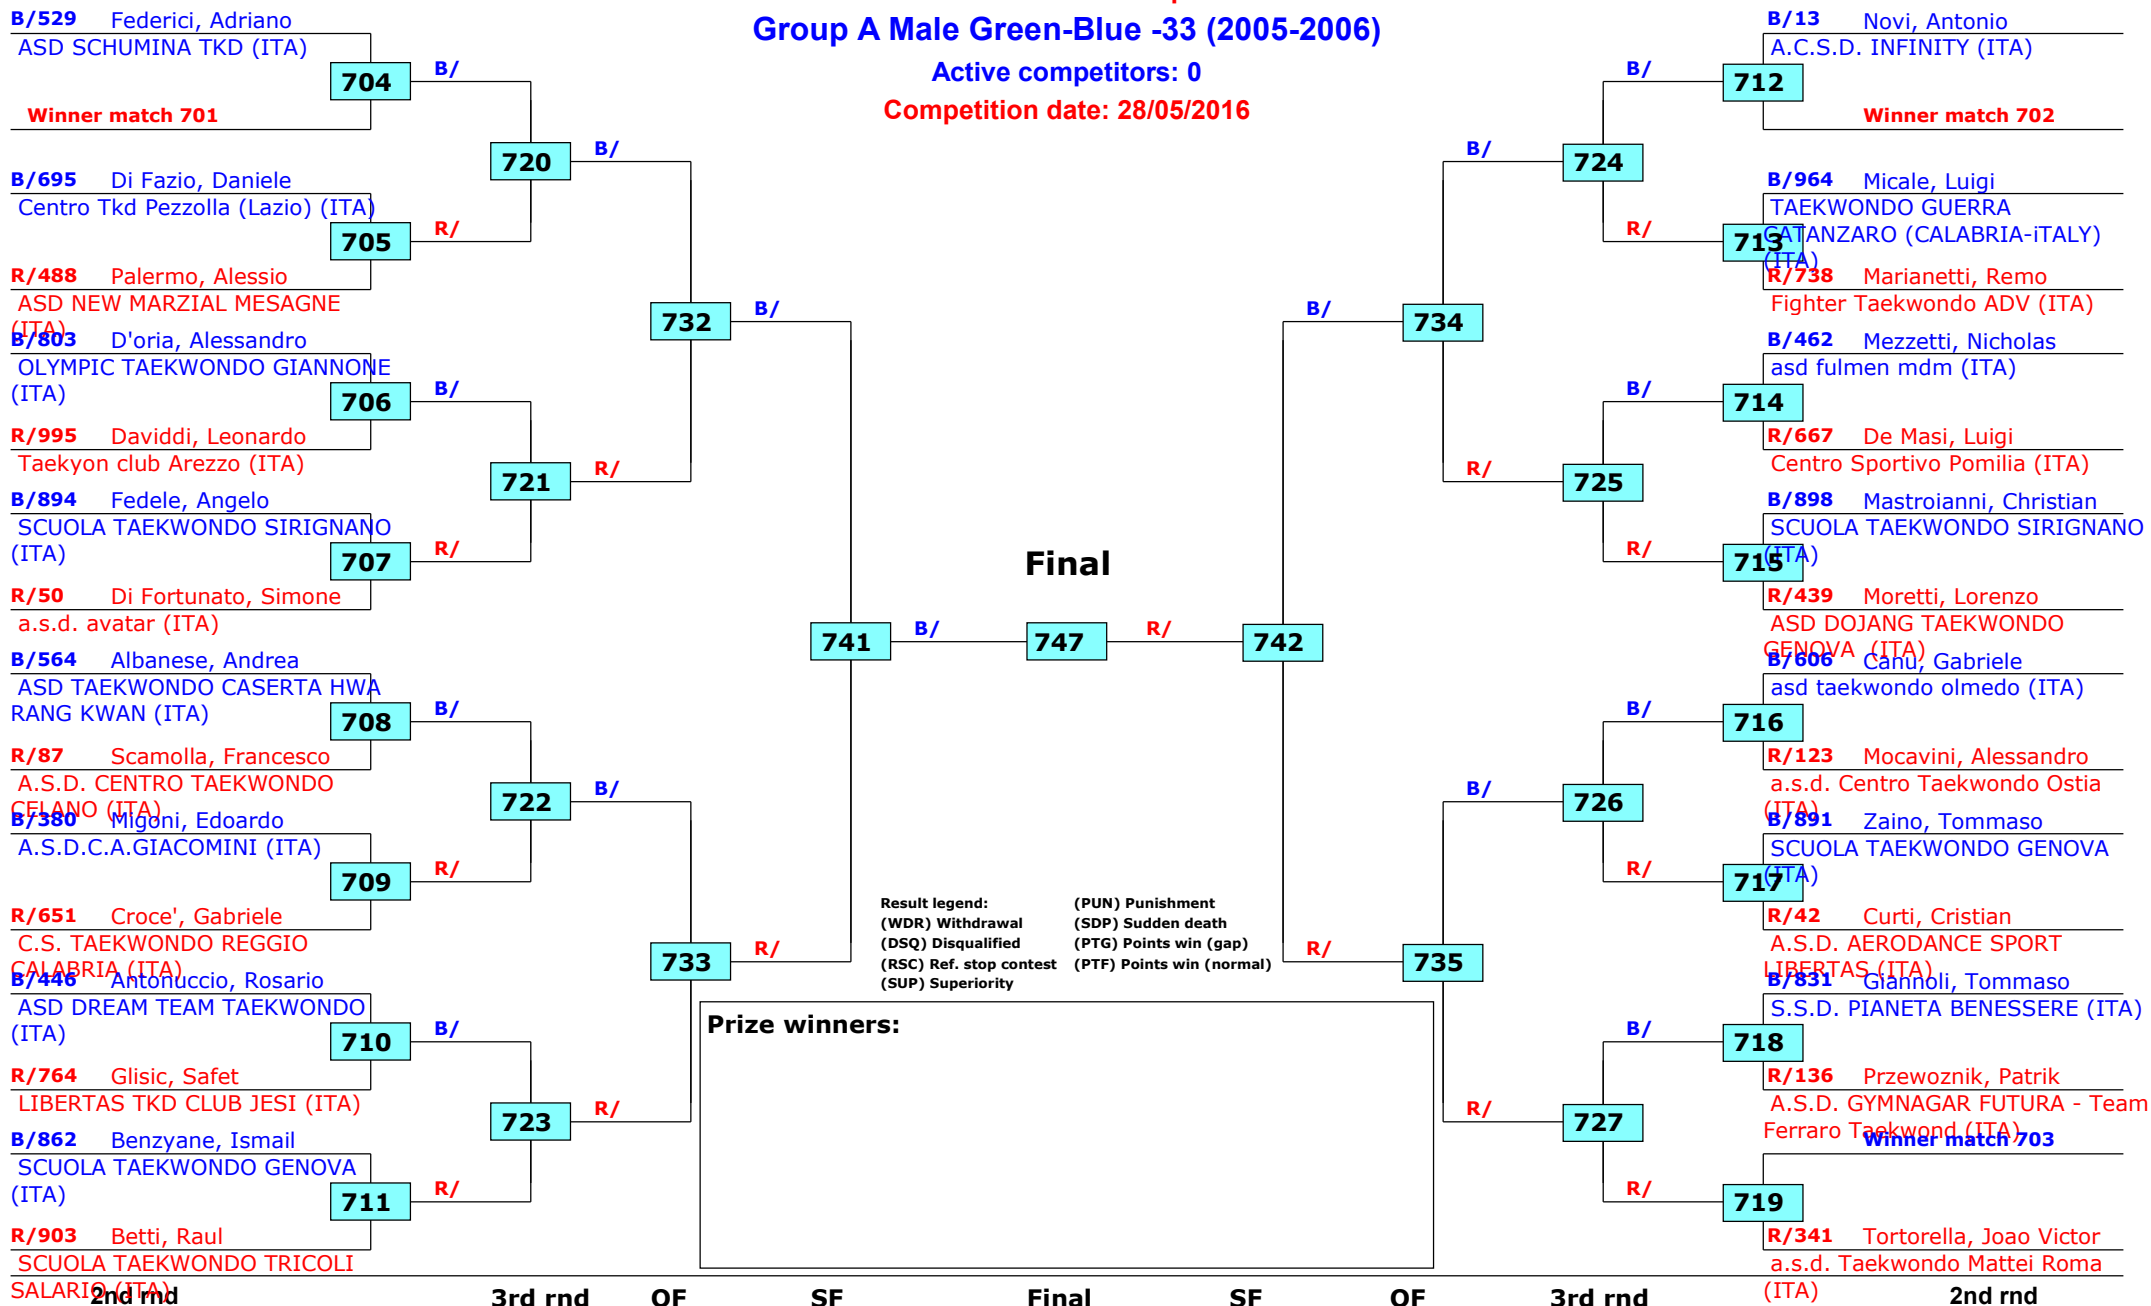 Group A Male Green-Blue -33 (2005-2006)
Active competitors: 0
Competition date: 28/05/2016
B/529 Federici, Adriano
ASD SCHUMINA TKD (ITA)
704
B/
Winner match 701
720
B/
B/695 Di Fazio, Daniele
Centro Tkd Pezzolla (Lazio) (ITA)
705
R/
R/488 Palermo, Alessio
ASD NEW MARZIAL MESAGNE
(ITA)
732
B/
B/803 D'oria, Alessandro
OLYMPIC TAEKWONDO GIANNONE
(ITA)
706
B/
R/995 Daviddi, Leonardo
Taekyon club Arezzo (ITA)
721
R/
B/894 Fedele, Angelo
SCUOLA TAEKWONDO SIRIGNANO
(ITA)
707
R/
R/50 Di Fortunato, Simone
a.s.d. avatar (ITA)
741
B/
B/564 Albanese, Andrea
ASD TAEKWONDO CASERTA HWA
RANG KWAN (ITA)
708
B/
R/87 Scamolla, Francesco
A.S.D. CENTRO TAEKWONDO
CELANO (ITA)
722
B/
B/380 Migoni, Edoardo
A.S.D.C.A.GIACOMINI (ITA)
709
R/
R/651 Croce', Gabriele
C.S. TAEKWONDO REGGIO
CALABRIA (ITA)
733
R/
B/446 Antonuccio, Rosario
ASD DREAM TEAM TAEKWONDO
(ITA)
710
B/
R/764 Glisic, Safet
LIBERTAS TKD CLUB JESI (ITA)
723
R/
B/862 Benzyane, Ismail
SCUOLA TAEKWONDO GENOVA
(ITA)
711
R/
R/903 Betti, Raul
SCUOLA TAEKWONDO TRICOLI
SALARIO (ITA)
Final
747
R/
742
Result legend:
(WDR) Withdrawal
(DSQ) Disqualified
(RSC) Ref. stop contest
(SUP) Superiority
(PUN) Punishment
(SDP) Sudden death
(PTG) Points win (gap)
(PTF) Points win (normal)
Prize winners:
B/13 Novi, Antonio
A.C.S.D. INFINITY (ITA)
B/
712
Winner match 702
B/
724
B/964 Micale, Luigi
TAEKWONDO GUERRA
CATANZARO (CALABRIA-iTALY)
(ITA)
R/
713
R/738 Marianetti, Remo
Fighter Taekwondo ADV (ITA)
B/
734
B/462 Mezzetti, Nicholas
asd fulmen mdm (ITA)
B/
714
R/667 De Masi, Luigi
Centro Sportivo Pomilia (ITA)
R/
725
B/898 Mastroianni, Christian
SCUOLA TAEKWONDO SIRIGNANO
(ITA)
R/
715
R/439 Moretti, Lorenzo
ASD DOJANG TAEKWONDO
GENOVA (ITA)
B/606 Canu, Gabriele
asd taekwondo olmedo (ITA)
B/
716
R/123 Mocavini, Alessandro
a.s.d. Centro Taekwondo Ostia
(ITA)
B/
726
B/891 Zaino, Tommaso
SCUOLA TAEKWONDO GENOVA
(ITA)
R/
717
R/42 Curti, Cristian
A.S.D. AERODANCE SPORT
LIBERTAS (ITA)
R/
735
B/831 Giannoli, Tommaso
S.S.D. PIANETA BENESSERE (ITA)
B/
718
R/136 Przewoznik, Patrik
A.S.D. GYMNAGAR FUTURA - Team
Ferraro Taekwond (ITA)
R/
727
Winner match 703
R/
719
R/341 Tortorella, Joao Victor
a.s.d. Taekwondo Mattei Roma
(ITA)
2nd rnd 3rd rnd QF SF Final SF QF 3rd rnd 2nd rnd